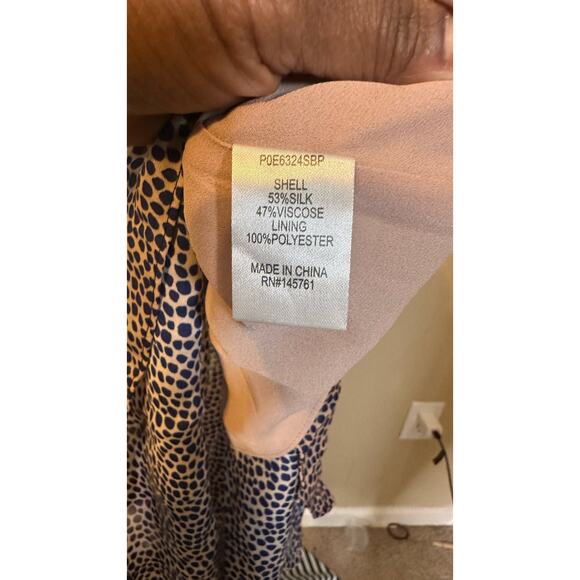 P0E6324SBP
SHELL
53%SILK
47%VISCOSE
LINING
100%POLYESTER
MADE IN CHINA
RN#145761